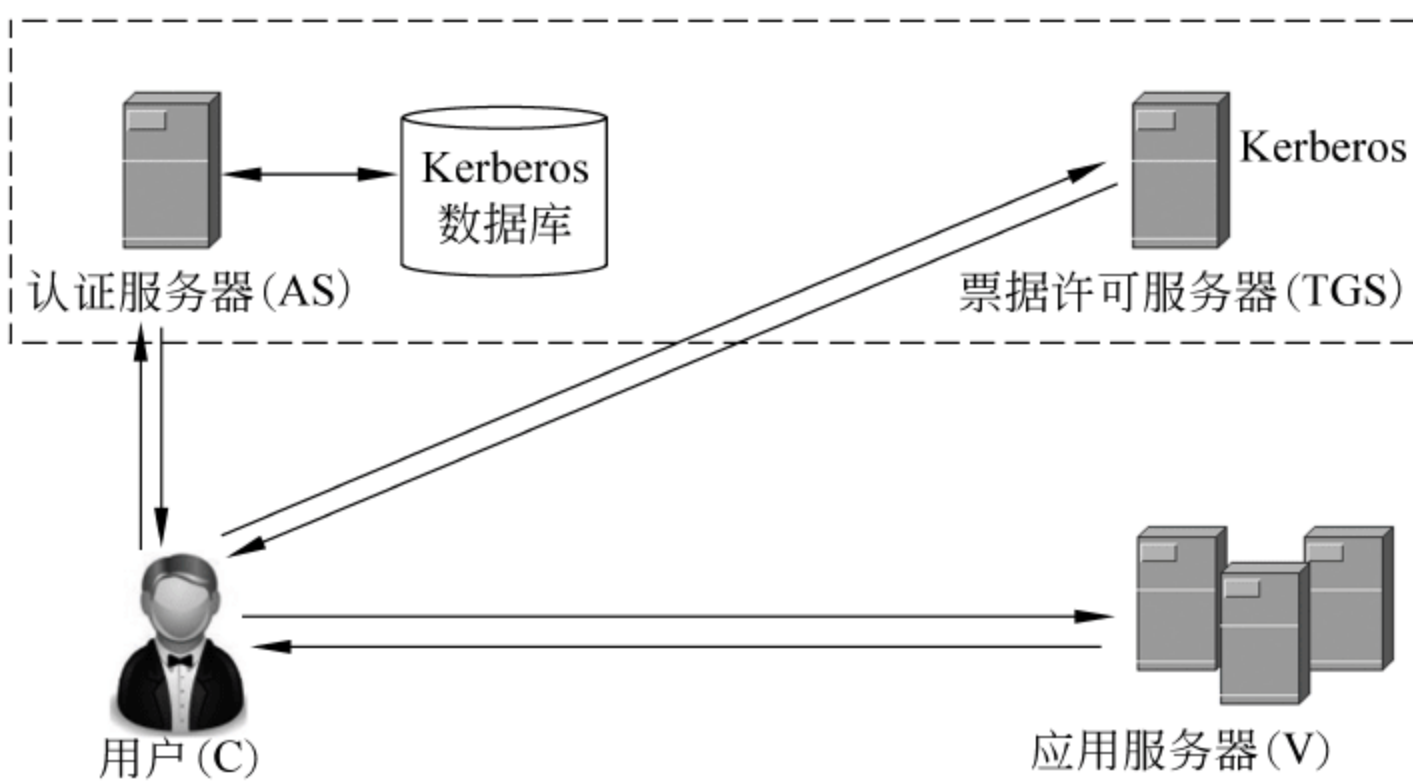 Kerberos
数据库
Kerberos
认证服务器(AS)
票据许可服务器(TGS)
用户(C)
应用服务器(V)